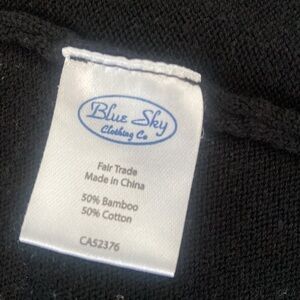 Blue Sky
Clothing Co
Fair Trade
Made in China
50% Bamboo
50% Cotton
CA52376